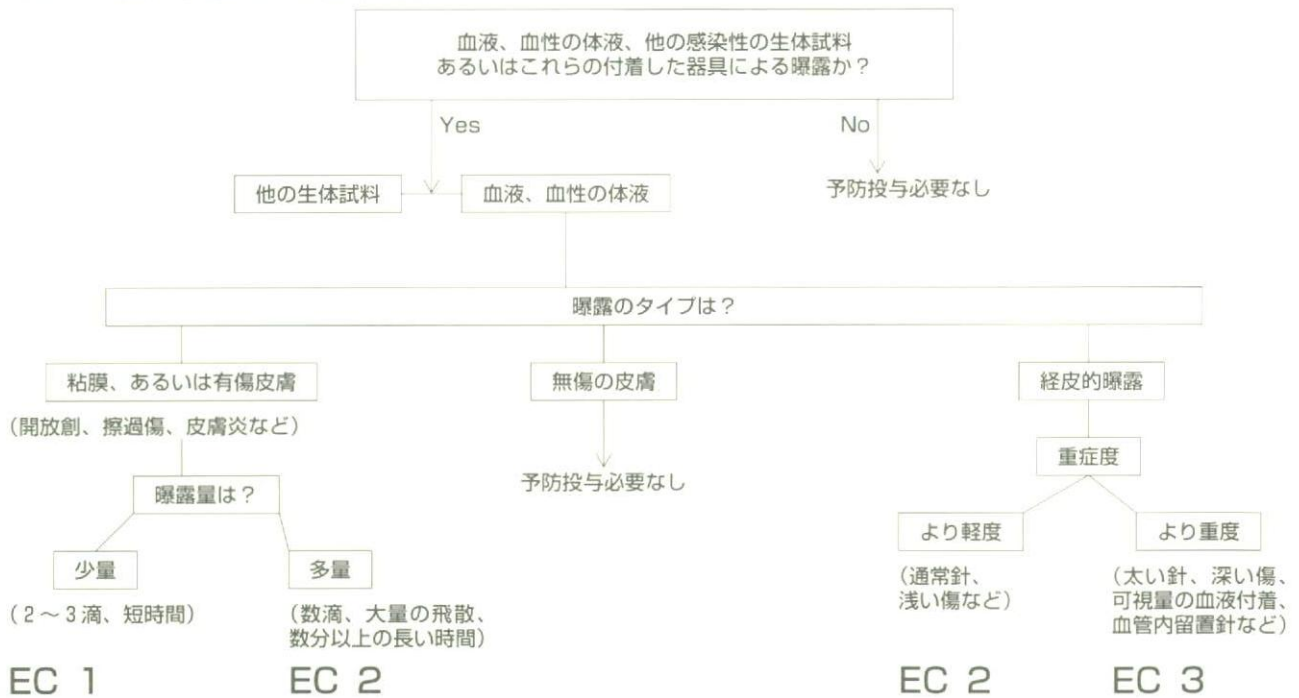 血液、血性の体液、他の感染性の生体試料
あるいはこれらの付着した器具による曝露か？
Yes
No
他の生体試料
血液、血性の体液
予防投与必要なし
曝露のタイプは？
粘膜、あるいは有傷皮膚
無傷の皮膚
経皮的曝露
（開放創、擦過傷、皮膚炎など）
重症度
予防投与必要なし
曝露量は？
より軽度
より重度
少量
多量
（通常針、
浅い傷など）
（太い針、深い傷、
可視量の血液付着、
血管内留置針など）
（2～3滴、短時間）
（数滴、大量の飛散、
数分以上の長い時間）
EC 1
EC 2
EC 2
EC 3